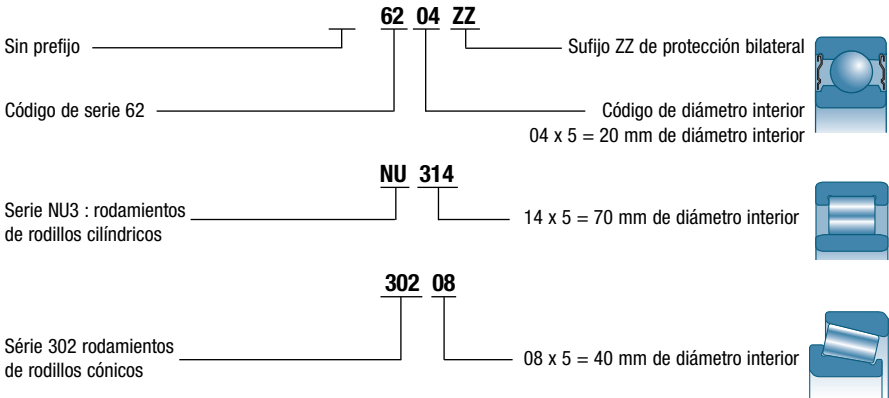 62 04 ZZ
Sin prefijo
Sufijo ZZ de protección bilateral
Código de serie 62
Código de diámetro interior
04 x 5 = 20 mm de diámetro interior
NU 314
Serie NU3 : rodamientos
de rodillos cilíndricos
14 x 5 = 70 mm de diámetro interior
302 08
Série 302 rodamientos
de rodillos cónicos
08 x 5 = 40 mm de diámetro interior